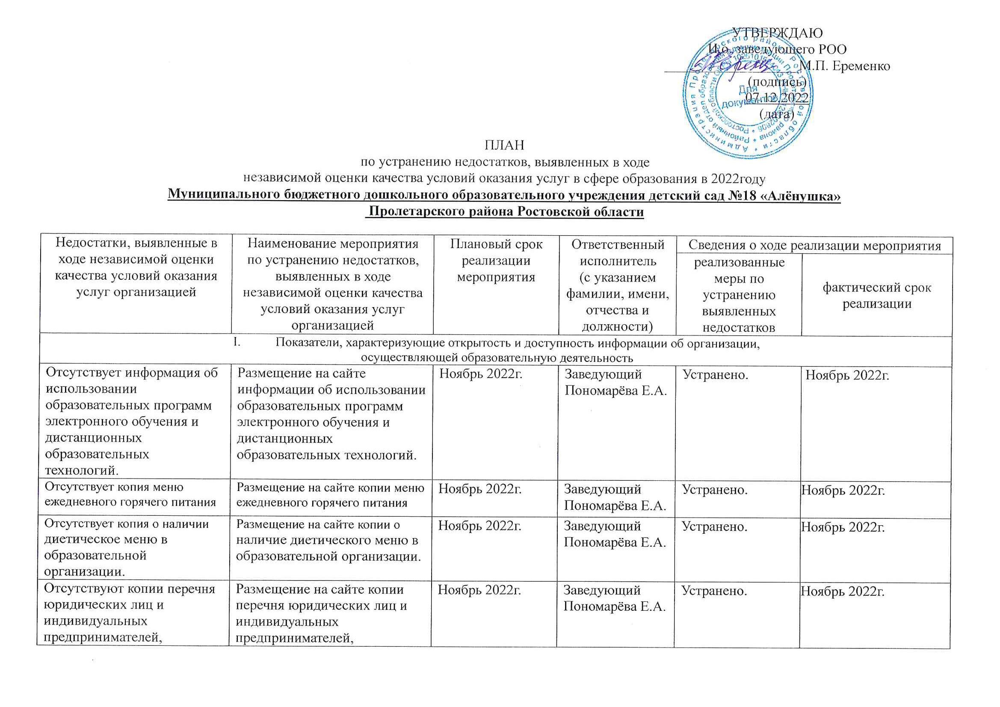 УТВЕРЖДАЮ
И.о. заведующего РОО
М.П. Еременко
(подпись)
07.12.2022
(дата)
Для
документов
ПЛАН
по устранению недостатков, выявленных в ходе
независимой оценки качества условий оказания услуг в сфере образования в 2022году
Муниципального бюджетного дошкольного образовательного учреждения детский сад №18 «Алёнушка»
Пролетарского района Ростовской области
Недостатки, выявленные в
ходе независимой оценки
качества условий оказания
услуг организацией
Наименование мероприятия
по устранению недостатков,
выявленных в ходе
независимой оценки качества
условий оказания услуг
организацией
Плановый срок
реализации
мероприятия
Ответственный
исполнитель
(с указанием
фамилии, имени,
отчества и
должности)
Сведения о ходе реализации мероприятия
реализованные
меры по
устранению
выявленных
недостатков
фактический срок
реализации
I. Показатели, характеризующие открытость и доступность информации об организации,
осуществляющей образовательную деятельность
Отсутствует информация об
использовании
образовательных программ
электронного обучения и
дистанционных
образовательных
технологий.
Размещение на сайте
информации об использовании
образовательных программ
электронного обучения и
дистанционных
образовательных технологий.
Ноябрь 2022г.
Заведующий
Пономарёва Е.А.
Устранено.
Ноябрь 2022г.
Отсутствует копия меню
ежедневного горячего питания
Размещение на сайте копии меню
ежедневного горячего питания
Ноябрь 2022г.
Заведующий
Пономарёва Е.А.
Устранено.
Ноябрь 2022г.
Отсутствует копия о наличии
диетическое меню в
образовательной
организации.
Размещение на сайте копии о
наличие диетического меню в
образовательной организации.
Ноябрь 2022г.
Заведующий
Пономарёва Е.А.
Устранено.
Ноябрь 2022г.
Отсутствуют копии перечня
юридических лиц и
индивидуальных
предпринимателей,
Размещение на сайте копии
перечня юридических лиц и
индивидуальных
предпринимателей,
Ноябрь 2022г.
Заведующий
Пономарёва Е.А.
Устранено.
Ноябрь 2022г.